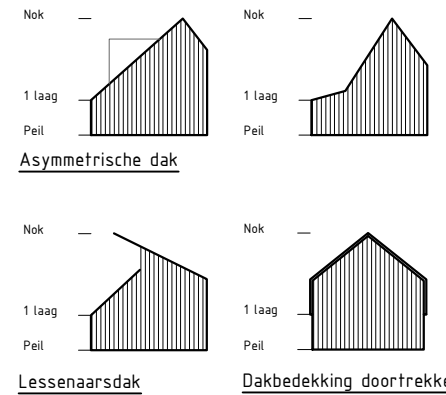 Nok
1 laag
Peil
Asymmetrische dak
Nok
1 laag
Peil
Nok
1 laag
Peil
Lessenaarsdak
Nok
1 laag
Peil
Dakbedekking doortrekke